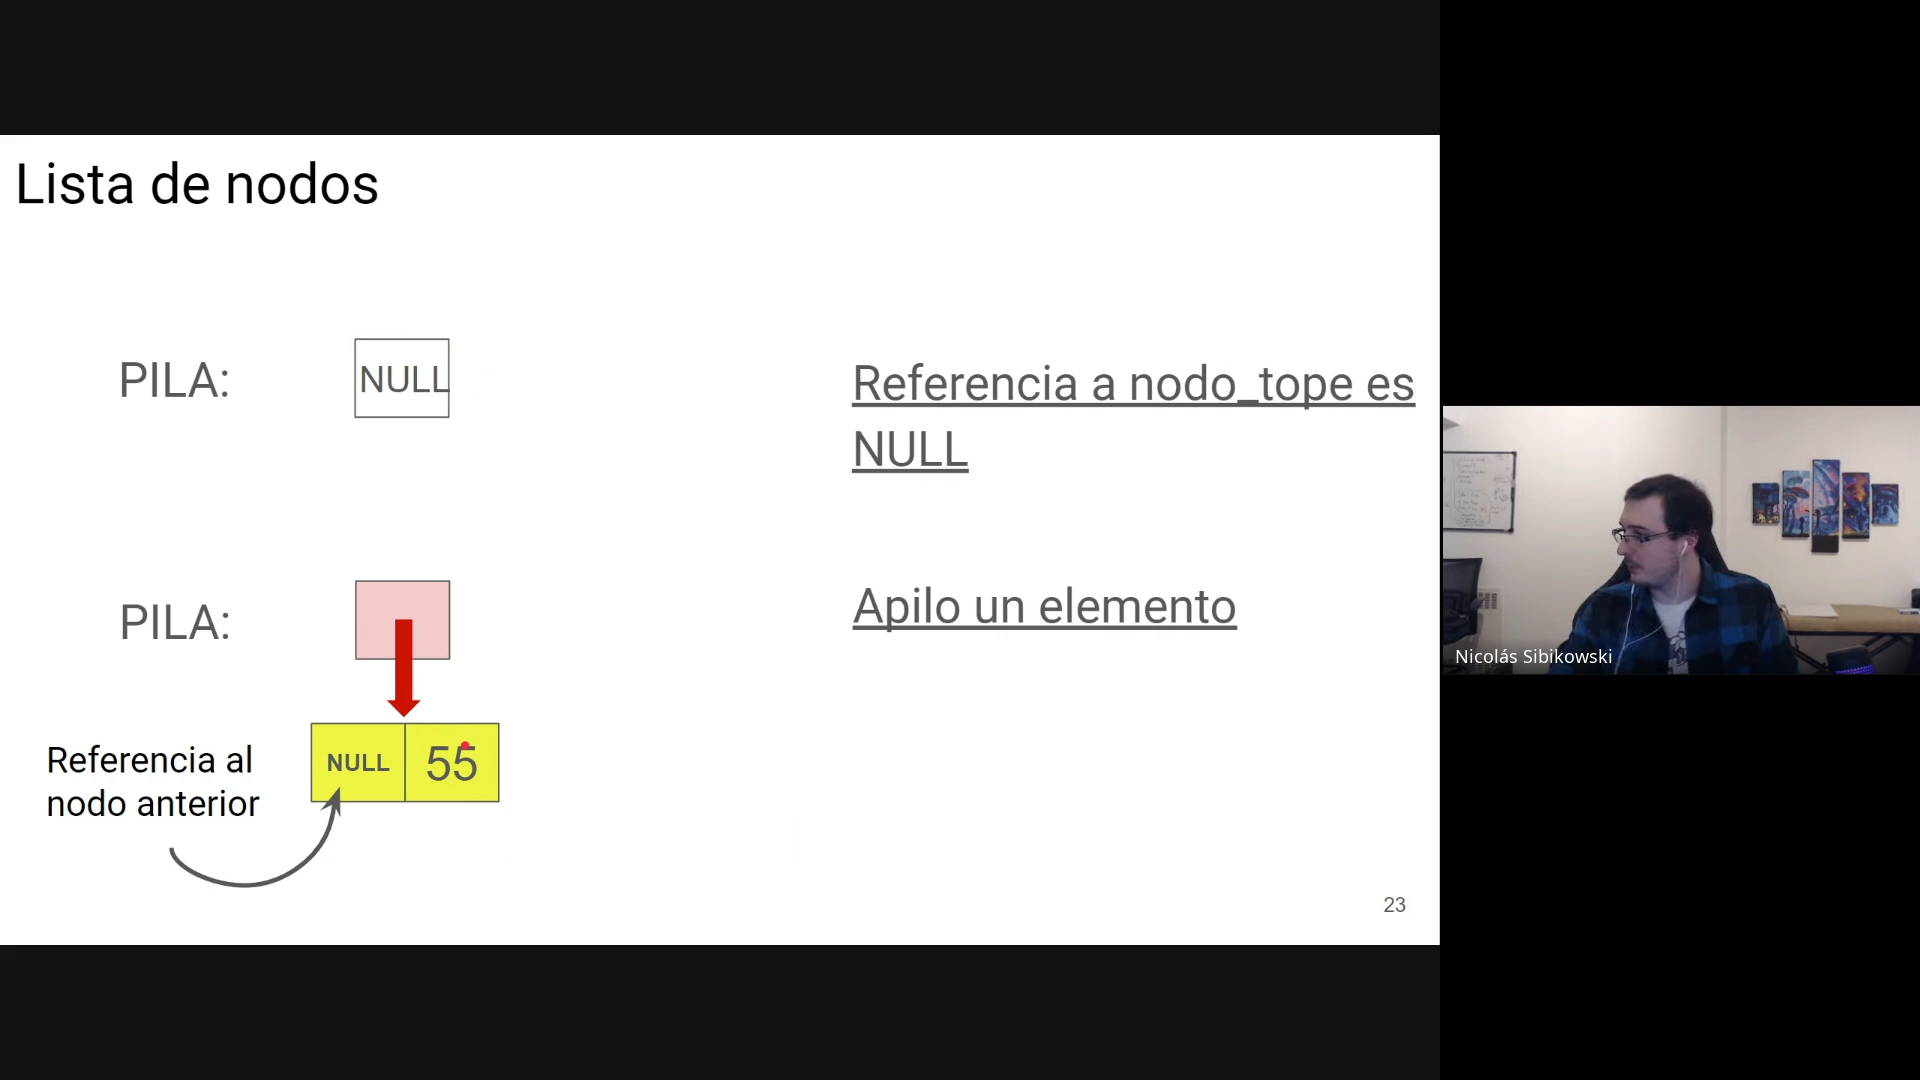 Lista de nodos
PILA:
NULL
Referencia a nodo_tope es
NULL
PILA:
Apilo un elemento
Referencia al
nodo anterior
NULL
55
23
Nicolás Sibikowski